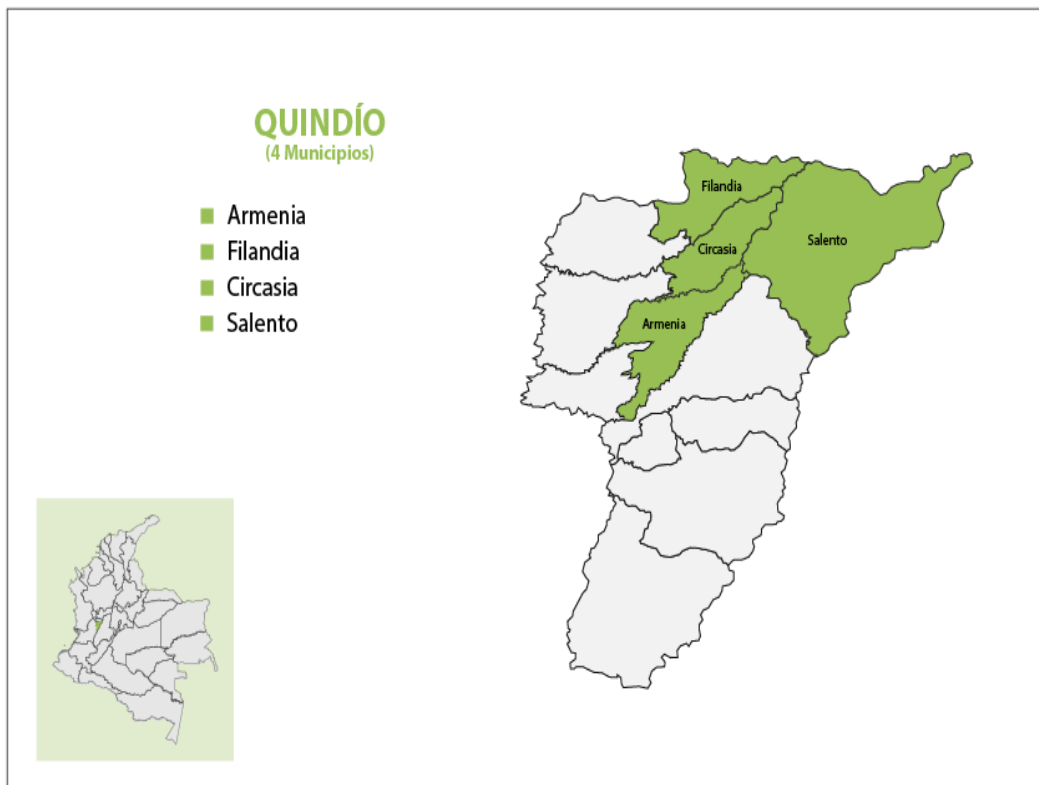 QUINDÍO
(4 Municipios)
Armenia
Filandia
Circasia
Salento
Filandia
Circasia
Salento
Armenia